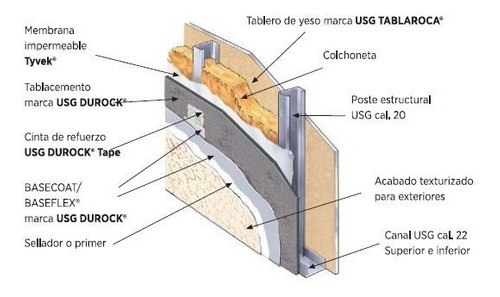 Membrana
impermeable
Tyvek®
Tablacemento
marca USG DUROCK®
Cinta de refuerzo
USG DUROCK® Tape
BASECOAT/
BASEFLEX®
marca USG DUROCK®
Sellador o primer
Tablero de yeso marca USG TABLAROCA®
Colchoneta
Poste estructural
USG cal. 20
Acabado texturizado
para exteriores
Canal USG cal. 22
Superior e inferior